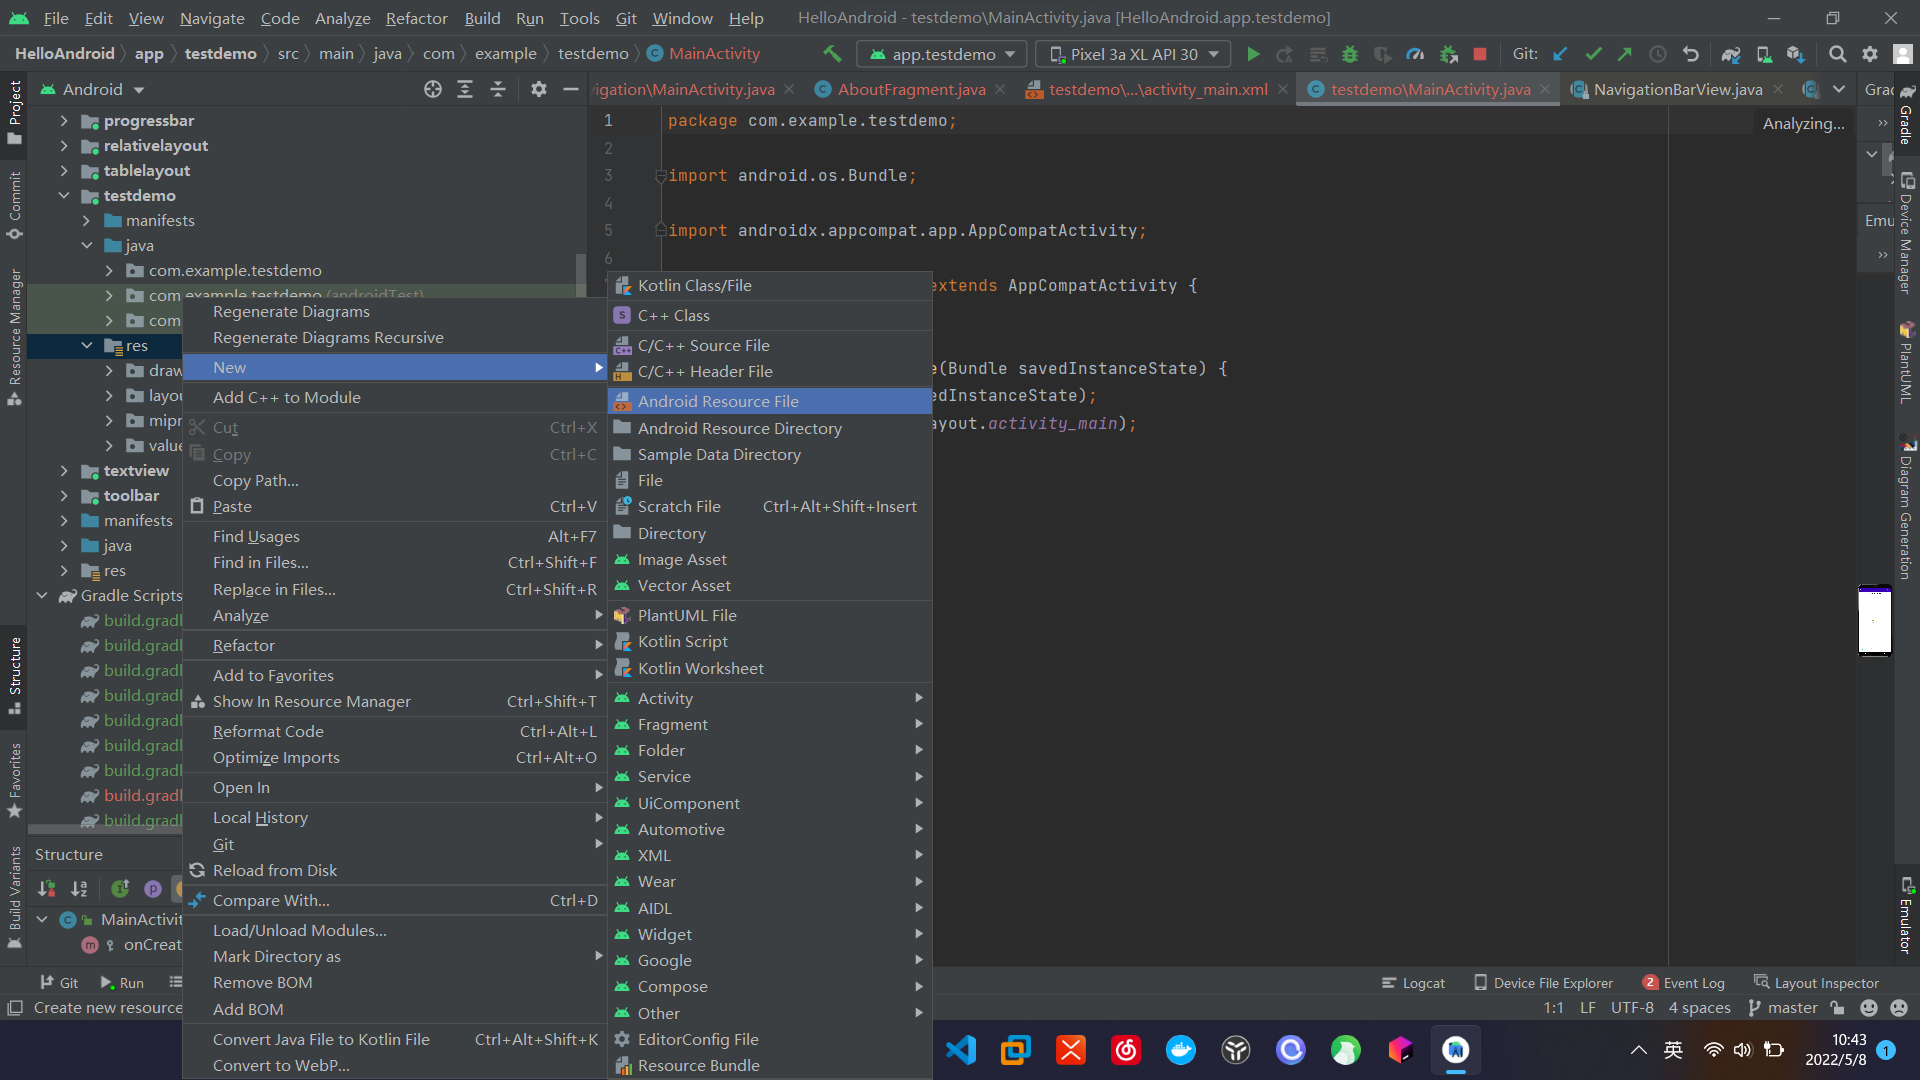 File Edit View Navigate Code Analyze Refactor Build Run Tools Git Window Help HelloAndroid - testdemo\MainActivity.java [HelloAndroid.app.testdemo]
HelloAndroid app testdemo src main java com example testdemo MainActivity app.testdemo Pixel 3a XL API 30 Git:
Android
igation\MainActivity.java AboutFragment.java testdemo\...\activity_main.xml testdemo\MainActivity.java NavigationBarView.java Grad
Project
Commit
Resource Manager
Structure
Favorites
Build Variants
progressbar
relativelayout
tablelayout
testdemo
manifests
java
com.example.testdemo
com.example.testdemo (androidTest)
com
res
draw
layou
mipr
value
textview
toolbar
manifests
java
res
Gradle Scripts
build.gradl
build.gradl
build.gradl
build.gradl
build.gradl
build.gradl
build.gradl
build.gradl
build.gradl
Structure
MainActivit
onCreat
1 package com.example.testdemo;
2
3 import android.os.Bundle;
4
5 import androidx.appcompat.app.AppCompatActivity;
6
extends AppCompatActivity {
e(Bundle savedInstanceState) {
edInstanceState);
ayout.activity_main);
Analyzing...
Regenerate Diagrams
Regenerate Diagrams Recursive
New
Add C++ to Module
Cut Ctrl+X
Copy Ctrl+C
Copy Path...
Paste Ctrl+V
Find Usages Alt+F7
Find in Files... Ctrl+Shift+F
Replace in Files... Ctrl+Shift+R
Analyze
Refactor
Add to Favorites
Show In Resource Manager Ctrl+Shift+T
Reformat Code Ctrl+Alt+L
Optimize Imports Ctrl+Alt+O
Open In
Local History
Git
Reload from Disk
Compare With... Ctrl+D
Load/Unload Modules...
Mark Directory as
Remove BOM
Add BOM
Convert Java File to Kotlin File Ctrl+Alt+Shift+K
Convert to WebP...
Kotlin Class/File
C++ Class
C/C++ Source File
C/C++ Header File
Android Resource File
Android Resource Directory
Sample Data Directory
File
Scratch File Ctrl+Alt+Shift+Insert
Directory
Image Asset
Vector Asset
PlantUML File
Kotlin Script
Kotlin Worksheet
Activity
Fragment
Folder
Service
UiComponent
Automotive
XML
Wear
AIDL
Widget
Google
Compose
Other
EditorConfig File
Resource Bundle
Emu
Gradle
Device Manager
PlantUML
Diagram Generation
Emulator
Git Run Logcat Device File Explorer 2 Event Log Layout Inspector
Create new resource 1:1 LF UTF-8 4 spaces master
英 10:43
2022/5/8 1